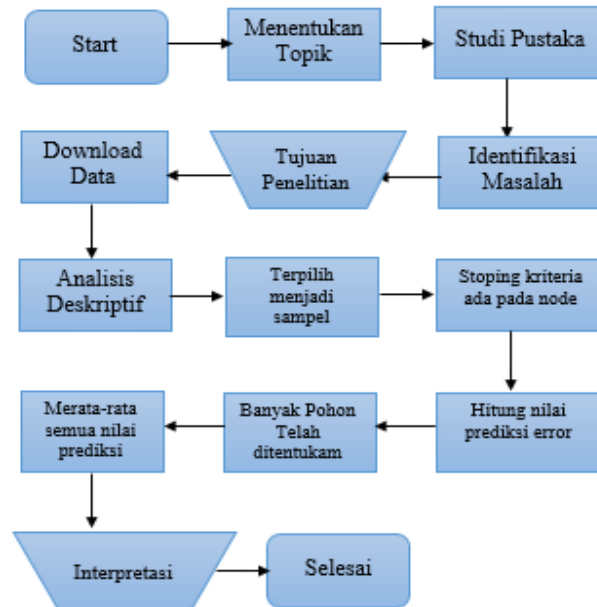 Start
Menentukan
Topik
Studi Pustaka
Identifikasi
Masalah
Tujuan
Penelitian
Download
Data
Analisis
Deskriptif
Terpilih
menjadi
sampel
Stoping kriteria
ada pada node
Hitung nilai
prediksi error
Banyak Pohon
Telah
ditentukam
Merata-rata
semua nilai
prediksi
Interpretasi
Selesai